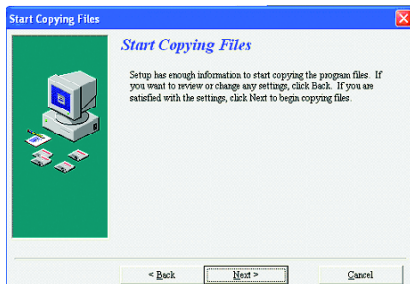 Start Copying Files
Start Copying Files
Setup has enough information to start copying the program files. If
you want to review or change any settings, click Back. If you are
satisfied with the settings, click Next to begin copying files.
< Back
Next >
Cancel